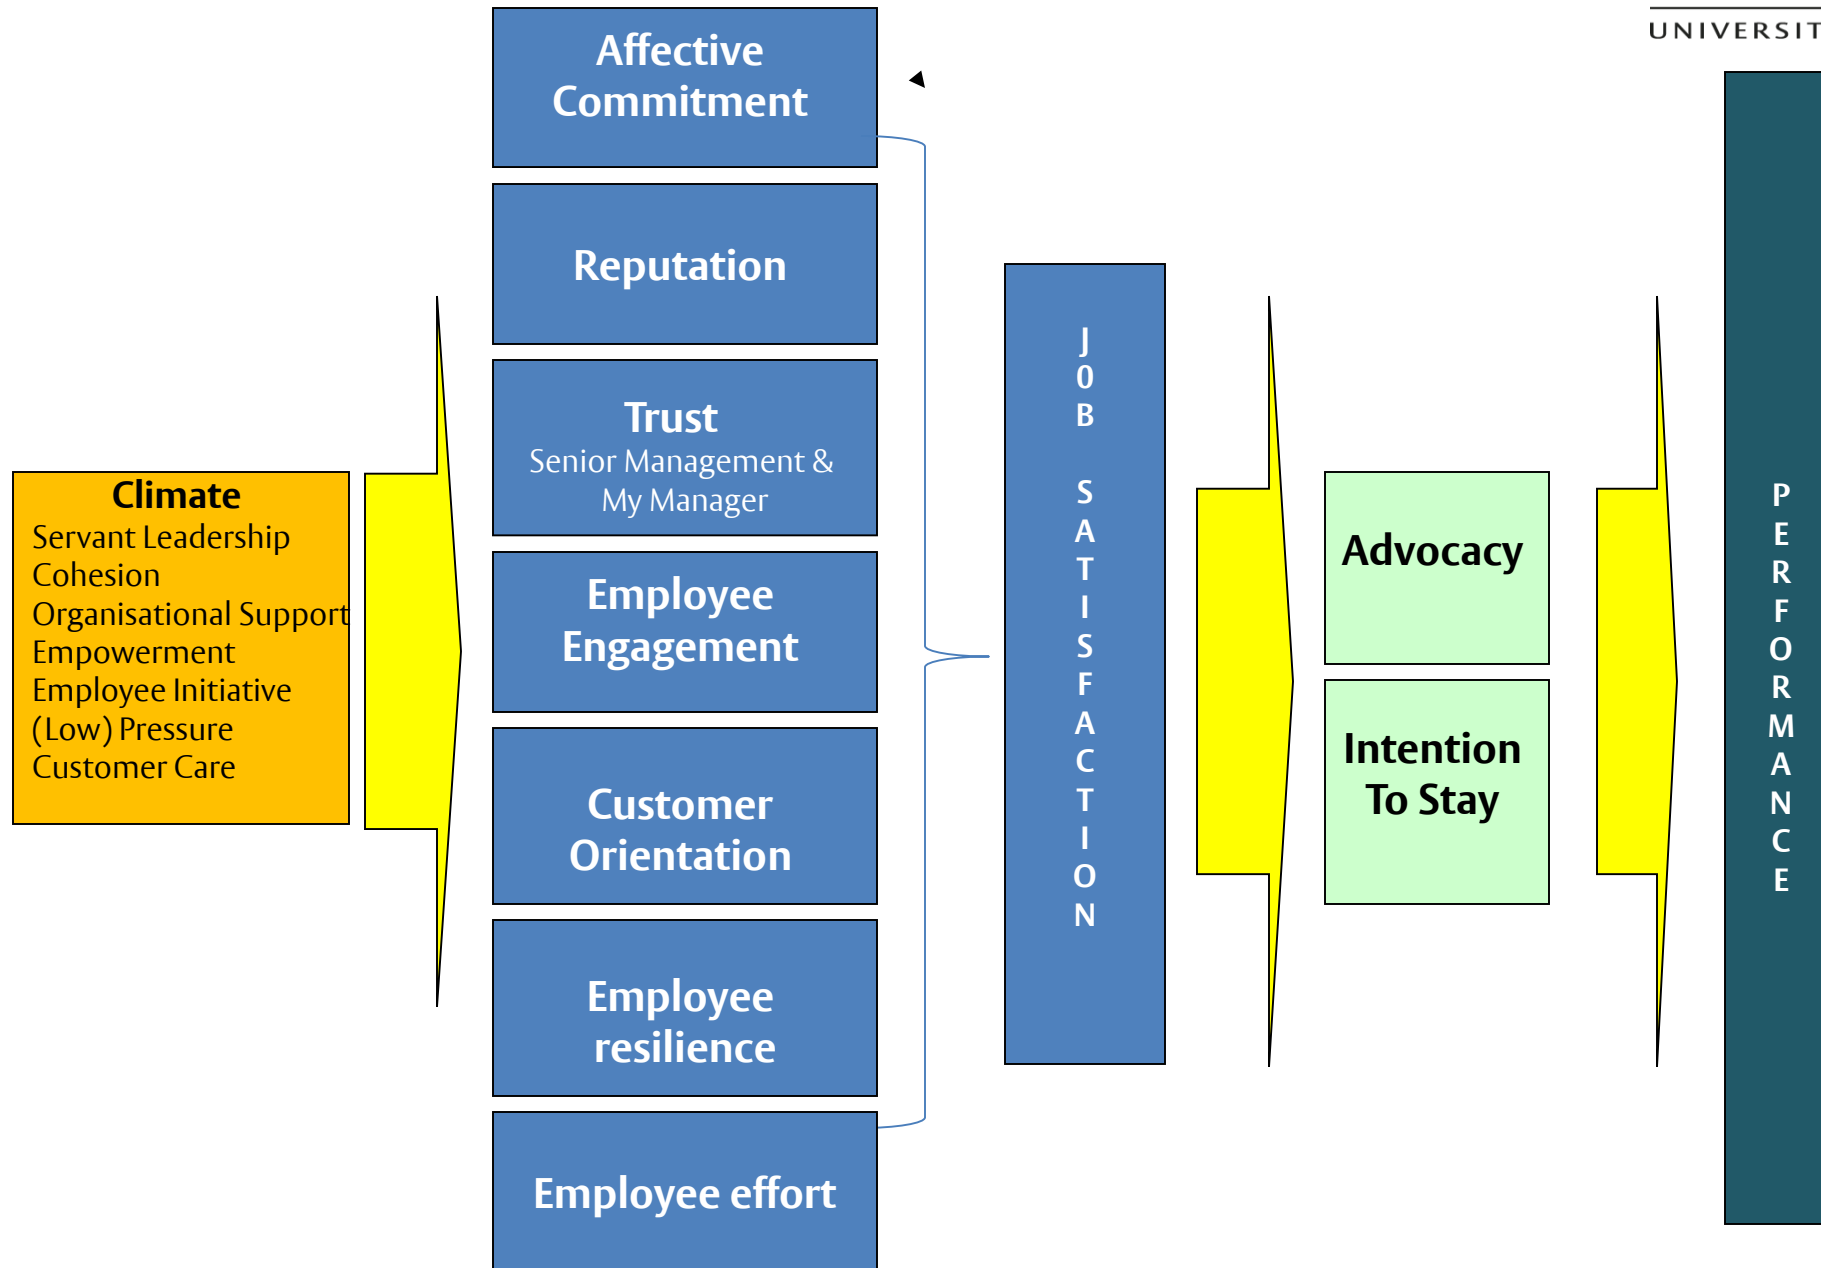 UNIVERSIT
Affective
Commitment
Reputation
Trust
Senior Management &
My Manager
Employee
Engagement
Customer
Orientation
Employee
resilience
Employee effort
Climate
Servant Leadership
Cohesion
Organisational Support
Empowerment
Employee Initiative
(Low) Pressure
Customer Care
J
0
B
S
A
T
I
S
F
A
C
T
I
O
N
Advocacy
Intention
To Stay
P
E
R
F
O
R
M
A
N
C
E